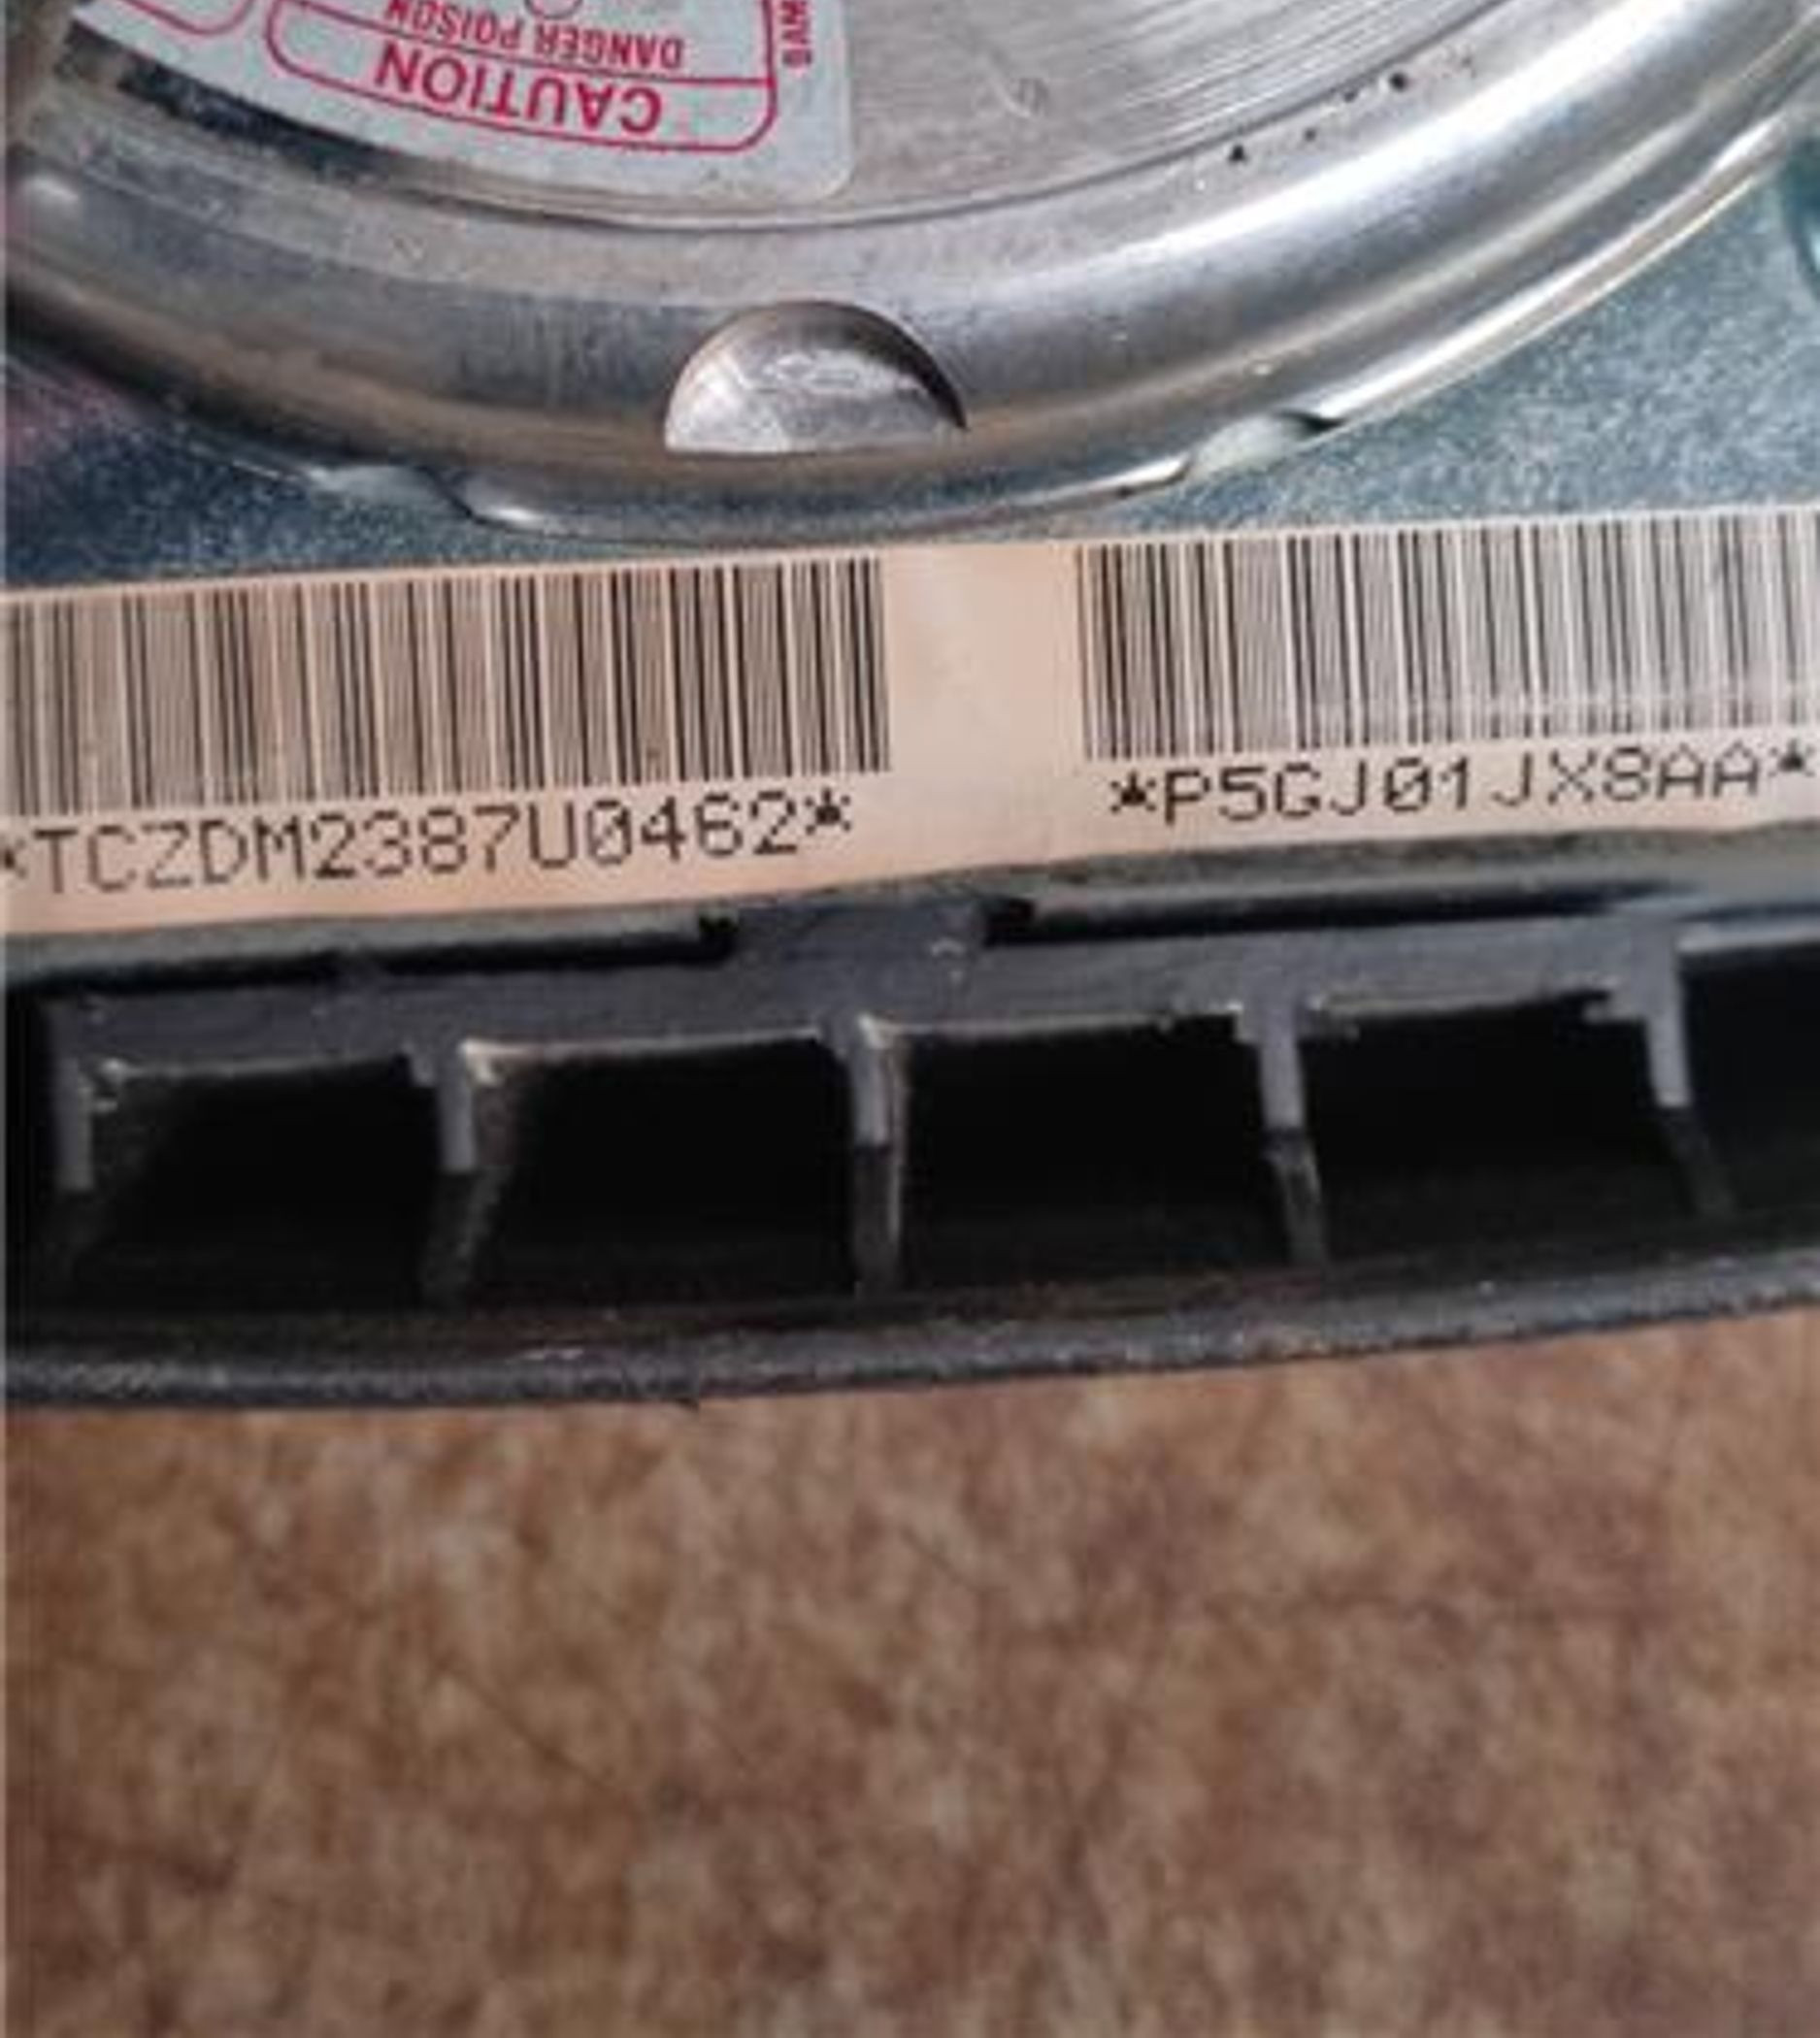 CAUTION
DANGER POISON
*TCZDM2387U0462*
*P5GJ01JX8AA*